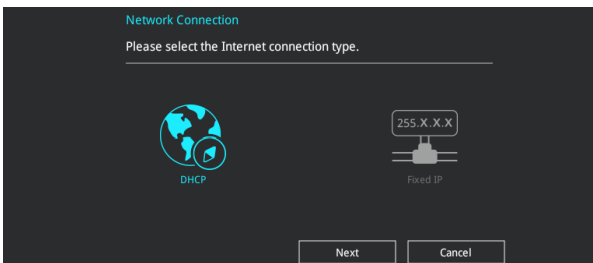 Network Connection
Please select the Internet connection type.
255.X.X.X
DHCP
Fixed IP
Next
Cancel